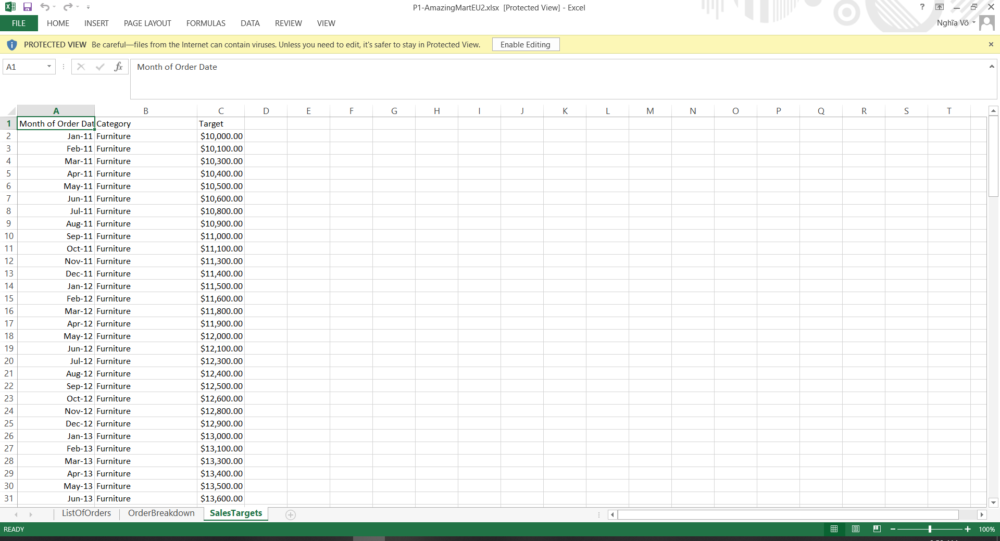 P1-AmazingMartEU2.xlsx [Protected View] - Excel
?
FILE HOME INSERT PAGE LAYOUT FORMULAS DATA REVIEW VIEW
Nghĩa Võ
PROTECTED VIEW Be careful—files from the Internet can contain viruses. Unless you need to edit, it's safer to stay in Protected View. Enable Editing
A1 fx Month of Order Date
A B C D E F G H I J K L M N O P Q R S T
1 Month of Order Dat Category Target
2 Jan-11 Furniture $10,000.00
3 Feb-11 Furniture $10,100.00
4 Mar-11 Furniture $10,300.00
5 Apr-11 Furniture $10,400.00
6 May-11 Furniture $10,500.00
7 Jun-11 Furniture $10,600.00
8 Jul-11 Furniture $10,800.00
9 Aug-11 Furniture $10,900.00
10 Sep-11 Furniture $11,000.00
11 Oct-11 Furniture $11,100.00
12 Nov-11 Furniture $11,300.00
13 Dec-11 Furniture $11,400.00
14 Jan-12 Furniture $11,500.00
15 Feb-12 Furniture $11,600.00
16 Mar-12 Furniture $11,800.00
17 Apr-12 Furniture $11,900.00
18 May-12 Furniture $12,000.00
19 Jun-12 Furniture $12,100.00
20 Jul-12 Furniture $12,300.00
21 Aug-12 Furniture $12,400.00
22 Sep-12 Furniture $12,500.00
23 Oct-12 Furniture $12,600.00
24 Nov-12 Furniture $12,800.00
25 Dec-12 Furniture $12,900.00
26 Jan-13 Furniture $13,000.00
27 Feb-13 Furniture $13,100.00
28 Mar-13 Furniture $13,300.00
29 Apr-13 Furniture $13,400.00
30 May-13 Furniture $13,500.00
31 Jun-13 Furniture $13,600.00
ListOfOrders OrderBreakdown SalesTargets
READY 100%